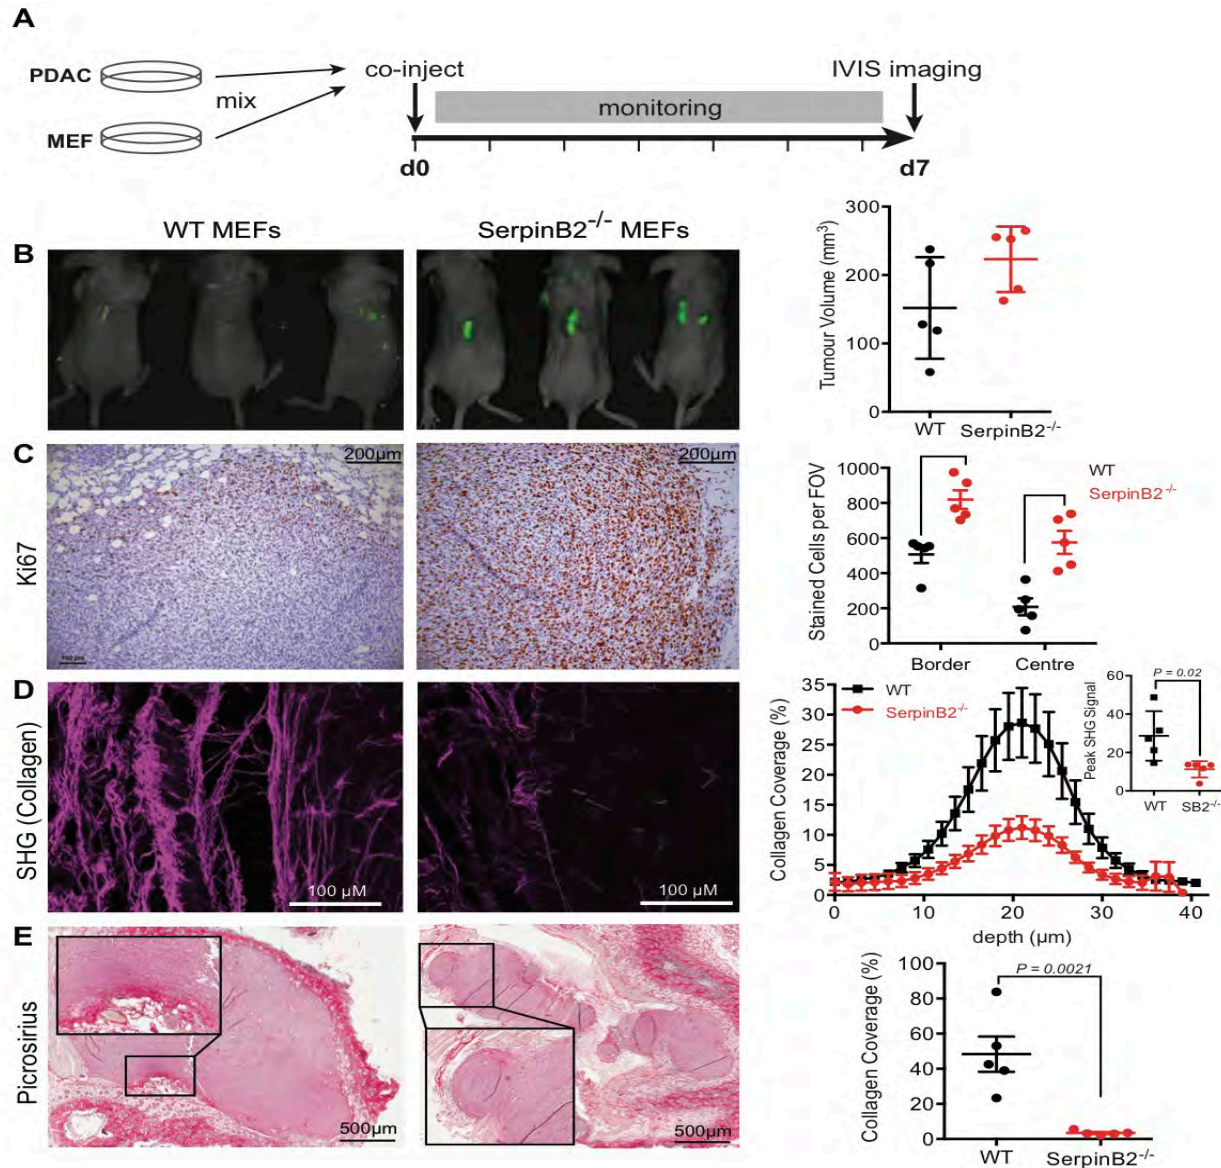 A
PDAC
MEF
mix
co-inject
monitoring
IVIS imaging
d0
d7
WT MEFs
SerpinB2-/- MEFs
B
Tumour Volume (mm3)
300
200
100
0
WT
SerpinB2-/-
C
Ki67
200µm
200µm
Stained Cells per FOV
1000
800
600
400
200
0
WT
SerpinB2-/-
Border
Centre
D
SHG (Collagen)
100 µM
100 µM
Collagen Coverage (%)
35
30
25
20
15
10
5
0
WT
SerpinB2-/-
0
10
20
30
40
depth (µm)
Peak SHG Signal
60
40
20
0
P = 0.02
WT
SB2-/-
E
Picrosirius
500µm
500µm
Collagen Coverage (%)
100
80
60
40
20
0
P = 0.0021
WT
SerpinB2-/-